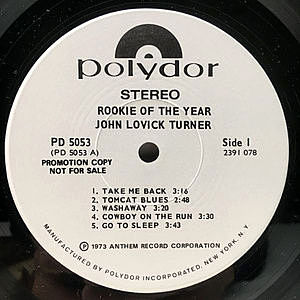 polydor
STEREO
ROOKIE OF THE YEAR
JOHN LOVICK TURNER
PD 5053
(PD 5053 A)
PROMOTION COPY
NOT FOR SALE
Side 1
2391 078
1. TAKE ME BACK 3:16
2. TOMCAT BLUES 2:48
3. WASHAWAY 3:20
4. COWBOY ON THE RUN 3:30
5. GO TO SLEEP 3:43
Ⓟ 1973 ANTHEM RECORD CORPORATION
MANUFACTURED BY POLYDOR INCORPORATED, NEW YORK, N.Y.